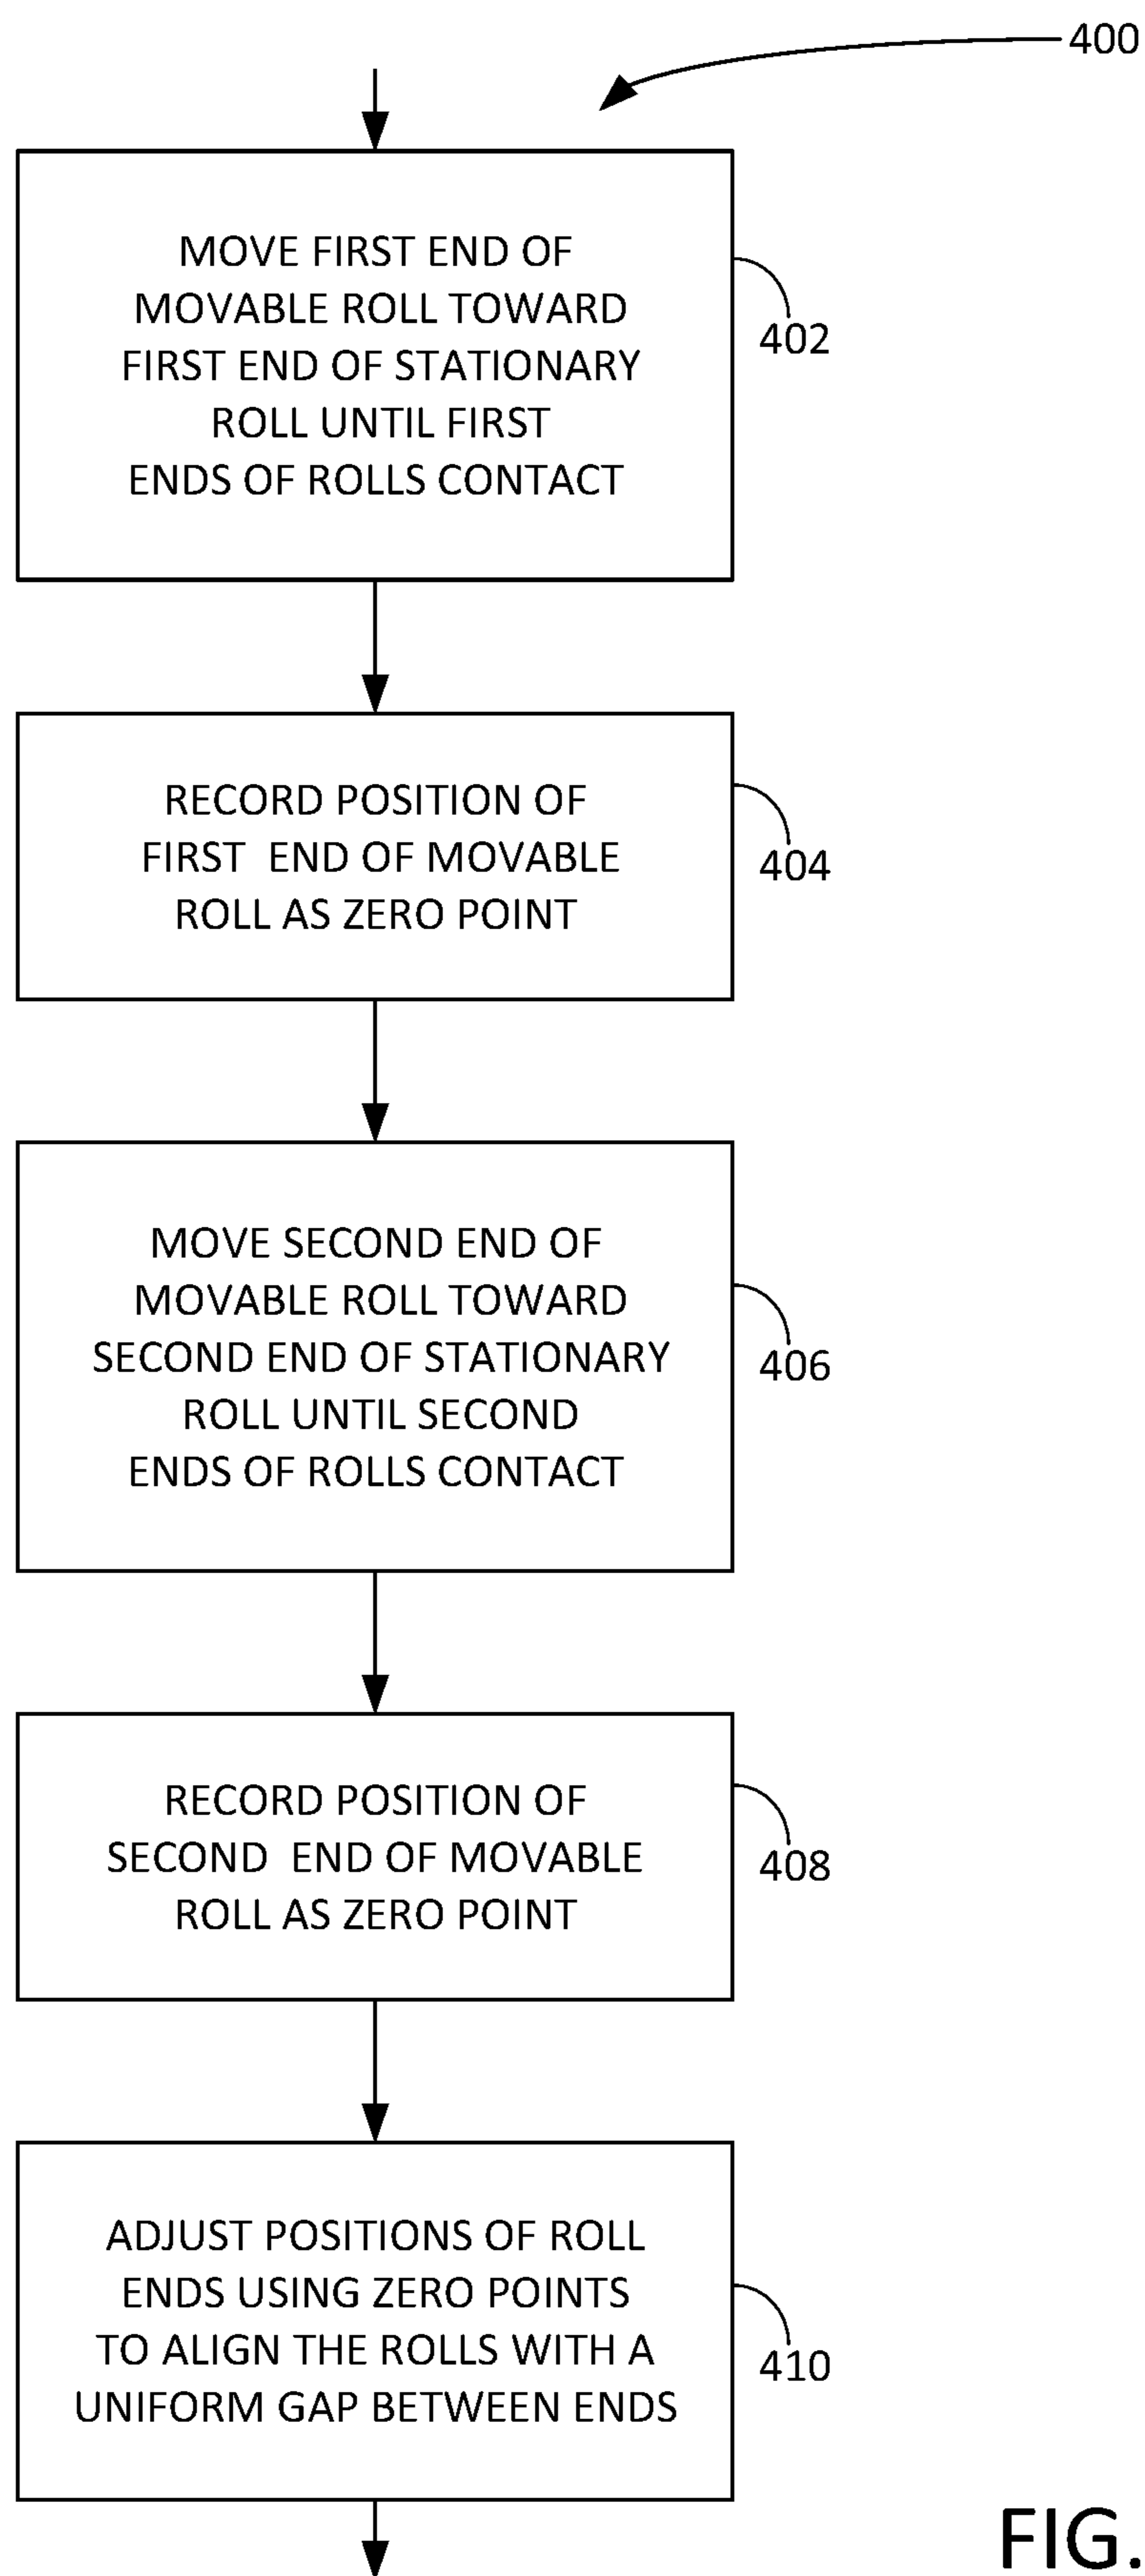 400
MOVE FIRST END OF
MOVABLE ROLL TOWARD
FIRST END OF STATIONARY
ROLL UNTIL FIRST
ENDS OF ROLLS CONTACT
402
RECORD POSITION OF
FIRST END OF MOVABLE
ROLL AS ZERO POINT
404
MOVE SECOND END OF
MOVABLE ROLL TOWARD
SECOND END OF STATIONARY
ROLL UNTIL SECOND
ENDS OF ROLLS CONTACT
406
RECORD POSITION OF
SECOND END OF MOVABLE
ROLL AS ZERO POINT
408
ADJUST POSITIONS OF ROLL
ENDS USING ZERO POINTS
TO ALIGN THE ROLLS WITH A
UNIFORM GAP BETWEEN ENDS
410
FIG.